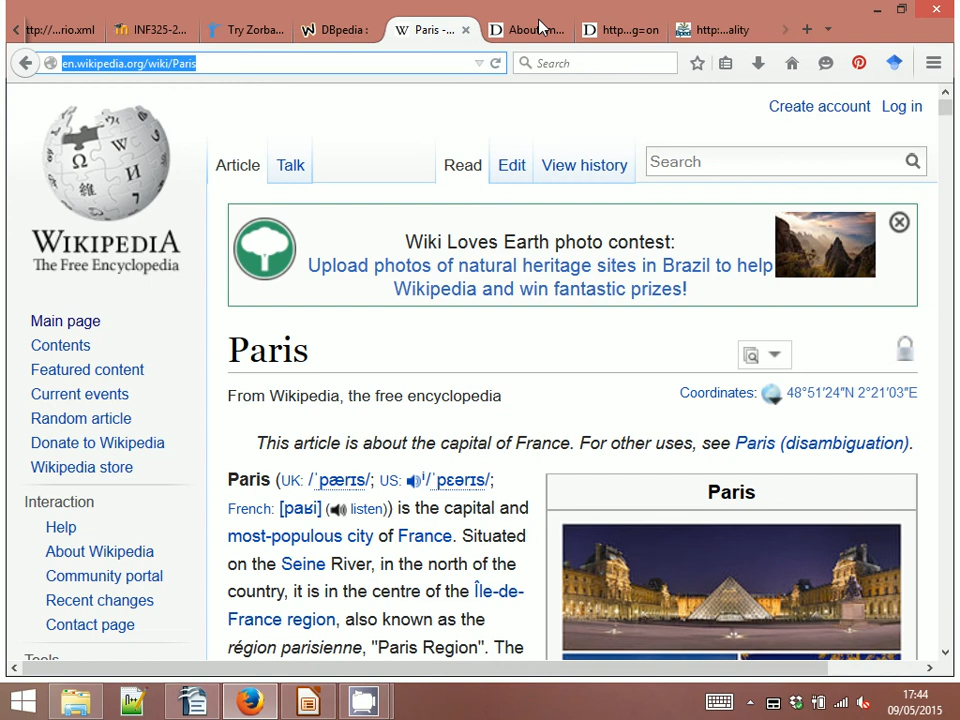 ttp://...rio.xml INF325-2... Try Zorba... DBpedia : Paris -... About: m... http:...g=on http:...ality
en.wikipedia.org/wiki/Paris Search
Create account Log in
Article Talk Read Edit View history Search
WIKIPEDIA
The Free Encyclopedia
Main page
Contents
Featured content
Current events
Random article
Donate to Wikipedia
Wikipedia store
Interaction
Help
About Wikipedia
Community portal
Recent changes
Contact page
Tools
Wiki Loves Earth photo contest:
Upload photos of natural heritage sites in Brazil to help
Wikipedia and win fantastic prizes!
Paris
From Wikipedia, the free encyclopedia
Coordinates: 48°51′24″N 2°21′03″E
This article is about the capital of France. For other uses, see Paris (disambiguation).
Paris (UK: /ˈpærɪs/; US: ⁱ/ˈpɛərɪs/;
French: [paʁi] (listen)) is the capital and
most-populous city of France. Situated
on the Seine River, in the north of the
country, it is in the centre of the Île-de-
France region, also known as the
région parisienne, "Paris Region". The
Paris
17:44
09/05/2015